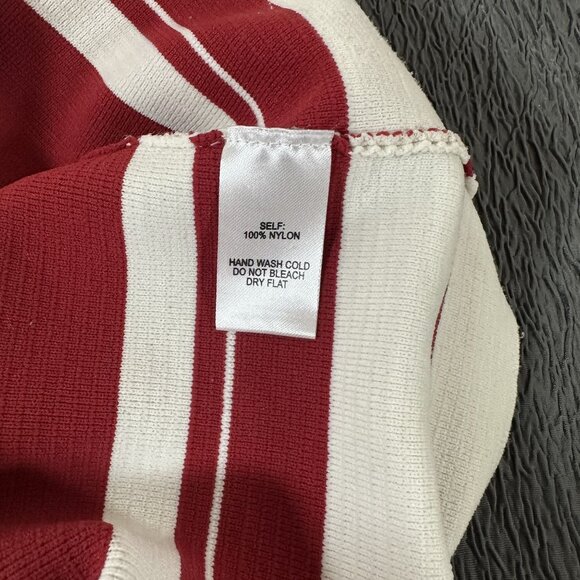 SELF:
100% NYLON
HAND WASH COLD
DO NOT BLEACH
DRY FLAT